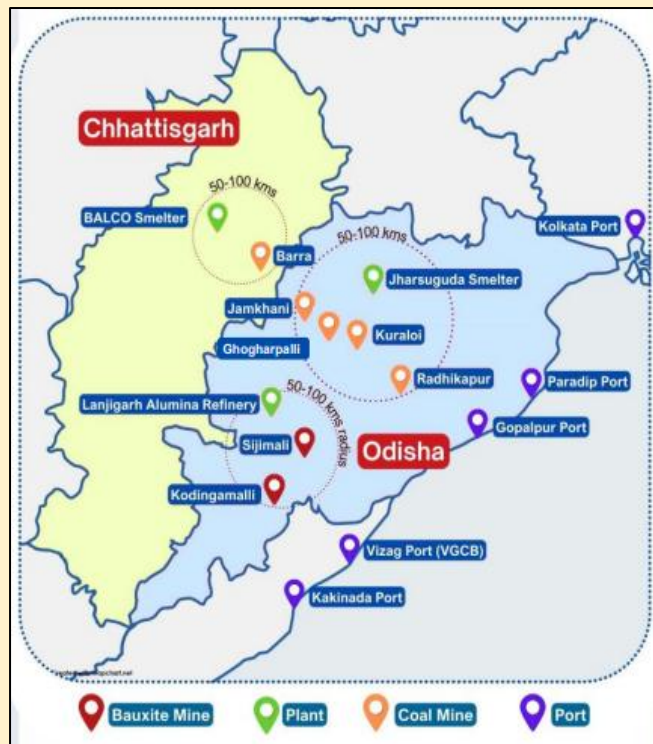 Chhattisgarh
50-100 kms
BALCO Smelter
Barra
50-100 kms
Kolkata Port
Jharsuguda Smelter
Jamkhani
Kuraloi
Ghogharpalli
Radhikapur
Paradip Port
Lanjigarh Alumina Refinery
50-100 kms radius
Gopalpur Port
Sijimali
Odisha
Kodingamalli
Vizag Port (VGCB)
Kakinada Port
Bauxite Mine
Plant
Coal Mine
Port